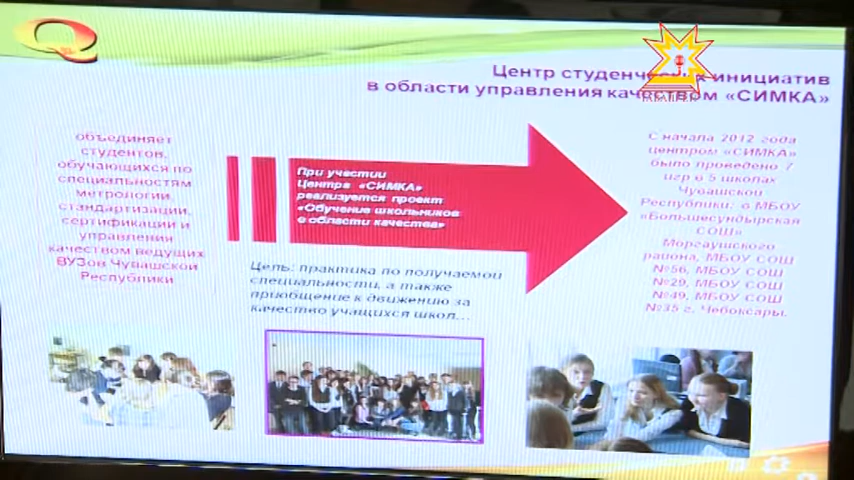 Центр студенческих инициатив
в области управления качеством «СИМКА»
объединяет
студентов,
обучающихся по
специальностям
метрологии,
стандартизации,
сертификации и
управления
качеством ведущих
ВУЗов Чувашской
Республики
При участии
Центра «СИМКА»
реализуется проект
«Обучение школьников
в области качества»
Цель: практика по получаемой
специальности, а также
приобщение к движению за
качество учащихся школ...
С начала 2012 года
центром «СИМКА»
было проведено 7
игр в 5 школах
Чувашской
Республики: в МБОУ
«Большесундырская
СОШ»
Моргаушского
района, МБОУ СОШ
№56, МБОУ СОШ
№29, МБОУ СОШ
№49, МБОУ СОШ
№35 г. Чебоксары.